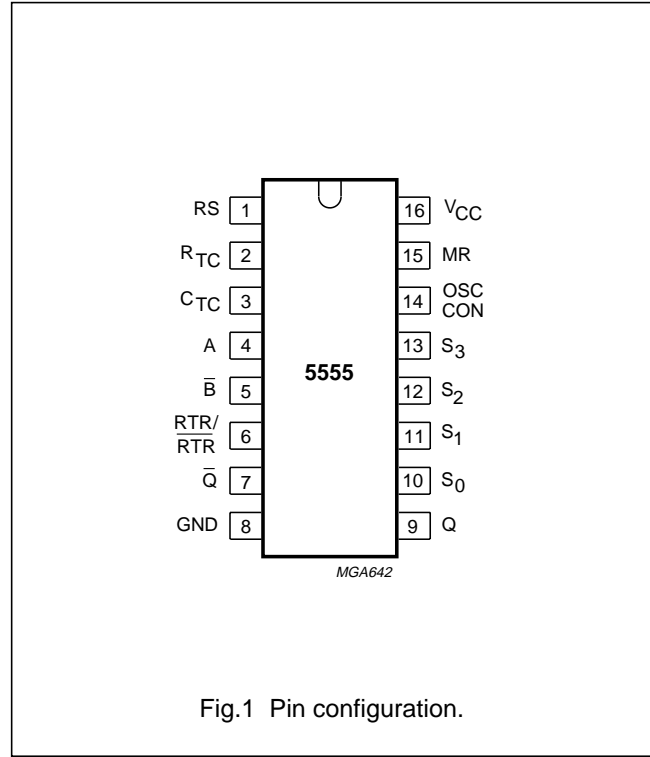 RS 1 16 VCC
RTC 2 15 MR
CTC 3 14 OSC CON
A 4 13 S3
5555
B̅ 5 12 S2
RTR/R̅T̅R̅ 6 11 S1
Q̅ 7 10 S0
GND 8 9 Q
MGA642
Fig.1 Pin configuration.